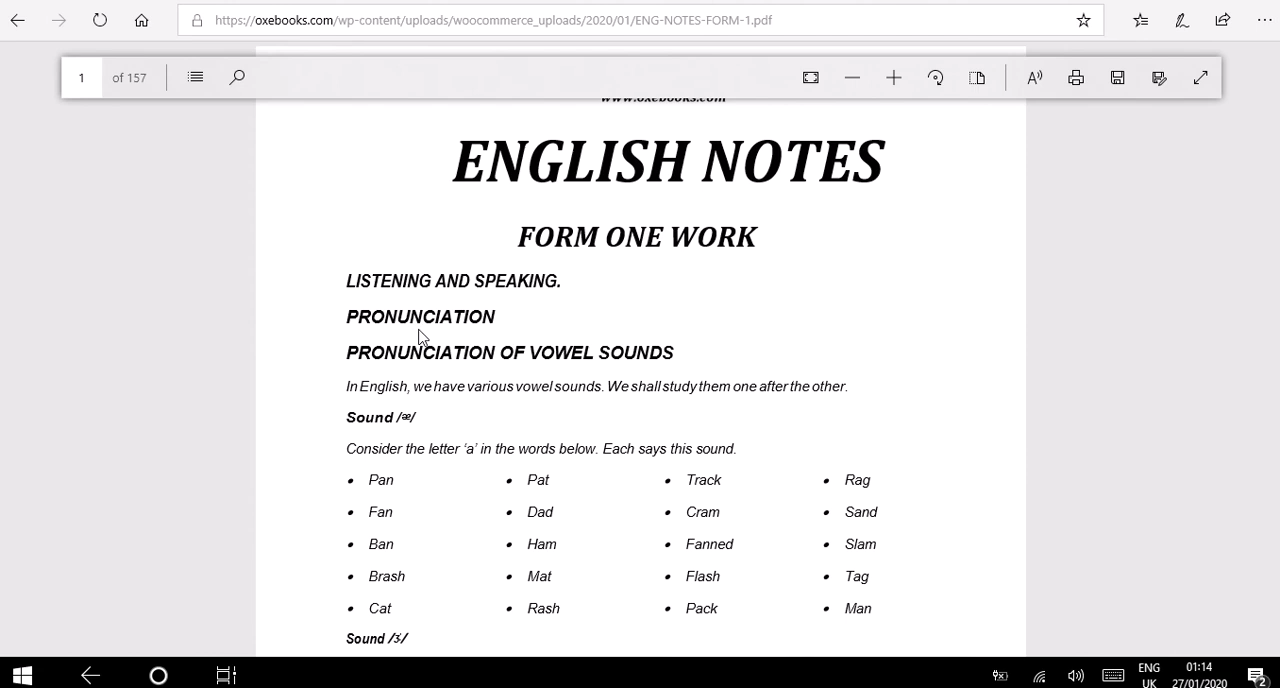 https://oxebooks.com/wp-content/uploads/woocommerce_uploads/2020/01/ENG-NOTES-FORM-1.pdf
1 of 157
www.oxebooks.com
ENGLISH NOTES
FORM ONE WORK
LISTENING AND SPEAKING.
PRONUNCIATION
PRONUNCIATION OF VOWEL SOUNDS
In English, we have various vowel sounds. We shall study them one after the other.
Sound /æ/
Consider the letter ‘a’ in the words below. Each says this sound.
• Pan • Pat • Track • Rag
• Fan • Dad • Cram • Sand
• Ban • Ham • Fanned • Slam
• Brash • Mat • Flash • Tag
• Cat • Rash • Pack • Man
Sound /ɜ/
ENG 01:14
UK 27/01/2020 2